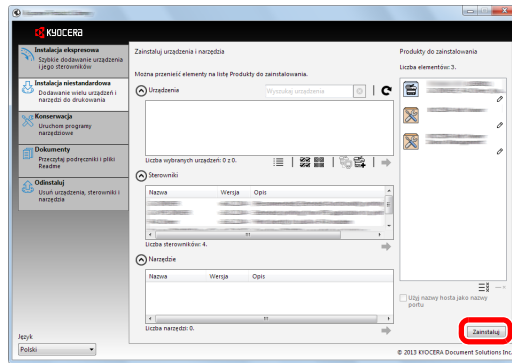 KYOCERA
Instalacja ekspresowa
Szybkie dodawanie urządzenia
i jego sterowników
Instalacja niestandardowa
Dodawanie wielu urządzeń i
narzędzi do drukowania
Konserwacja
Uruchom programy
narzędziowe
Dokumenty
Przeczytaj podręczniki i pliki
Readme
Odinstaluj
Usuń urządzenia, sterowniki i
narzędzia
Język
Polski
Zainstaluj urządzenia i narzędzia
Można przenieść elementy na listę Produkty do zainstalowania.
Urządzenia
Wyszukaj urządzenia
Liczba wybranych urządzeń: 0 z 0.
Sterowniki
Nazwa Wersja Opis
Liczba sterowników: 4.
Narzędzie
Nazwa Wersja Opis
Liczba narzędzi: 0.
Produkty do zainstalowania
Liczba elementów: 3.
Użyj nazwy hosta jako nazwy
portu
Zainstaluj
© 2013 KYOCERA Document Solutions Inc.